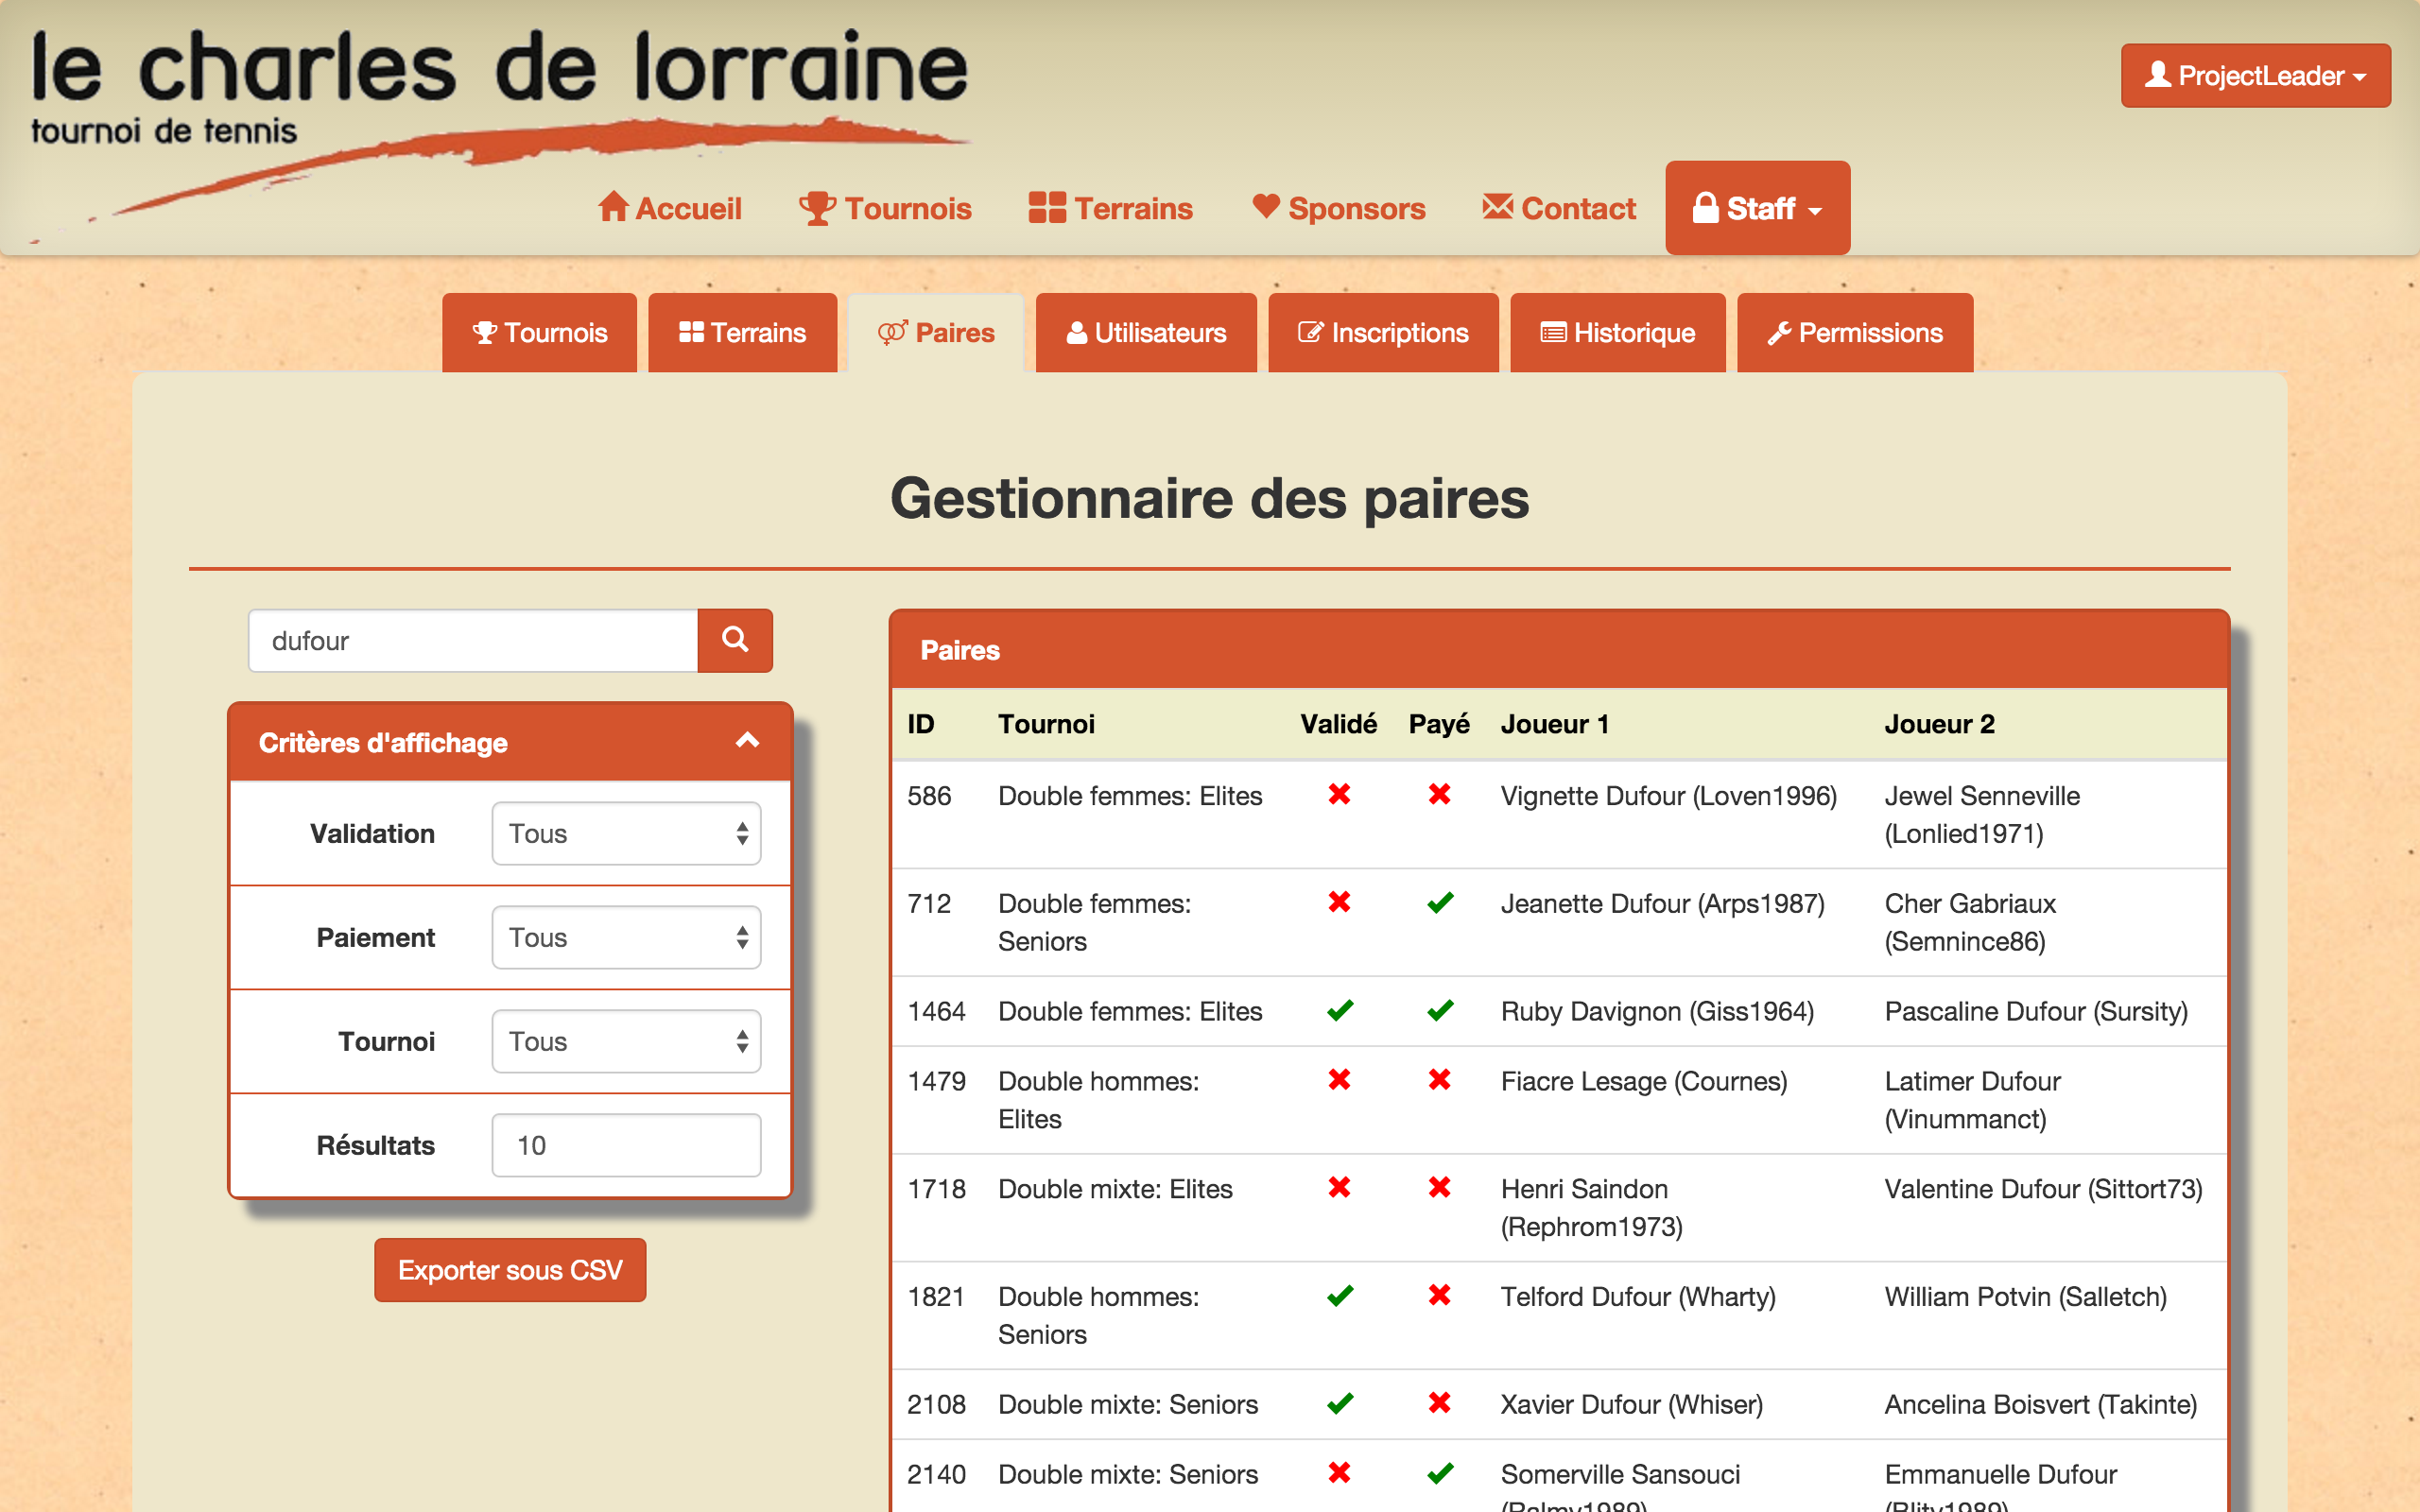 le charles de lorraine
tournoi de tennis
ProjectLeader
Accueil Tournois Terrains Sponsors Contact Staff
Tournois Terrains Paires Utilisateurs Inscriptions Historique Permissions
Gestionnaire des paires
dufour
Critères d'affichage
Validation Tous
Paiement Tous
Tournoi Tous
Résultats 10
Exporter sous CSV
Paires
ID Tournoi Validé Payé Joueur 1 Joueur 2
586 Double femmes: Elites Vignette Dufour (Loven1996) Jewel Senneville
(Lonlied1971)
712 Double femmes: Jeanette Dufour (Arps1987) Cher Gabriaux
Seniors (Semnince86)
1464 Double femmes: Elites Ruby Davignon (Giss1964) Pascaline Dufour (Sursity)
1479 Double hommes: Fiacre Lesage (Cournes) Latimer Dufour
Elites (Vinummanct)
1718 Double mixte: Elites Henri Saindon Valentine Dufour (Sittort73)
(Rephrom1973)
1821 Double hommes: Telford Dufour (Wharty) William Potvin (Salletch)
Seniors
2108 Double mixte: Seniors Xavier Dufour (Whiser) Ancelina Boisvert (Takinte)
2140 Double mixte: Seniors Somerville Sansouci Emmanuelle Dufour